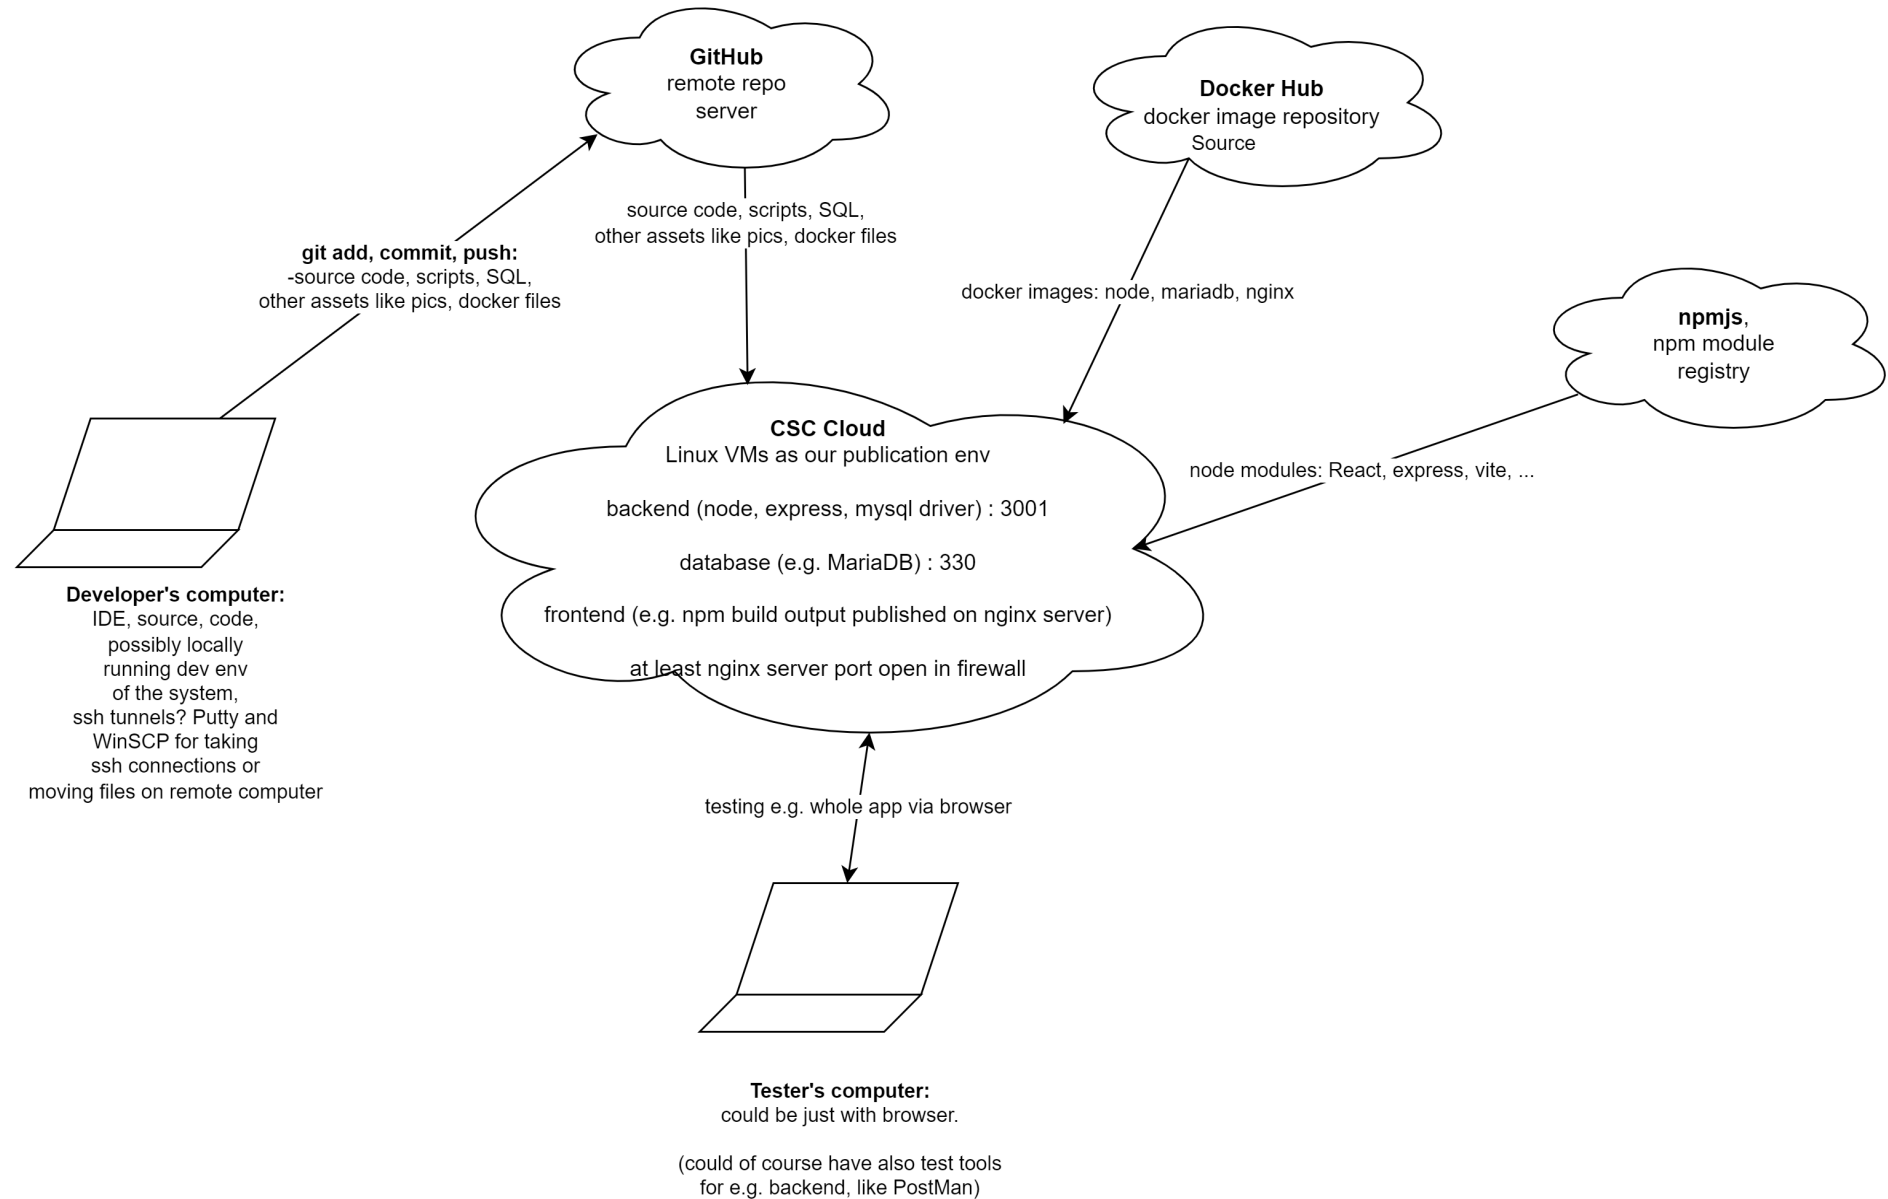 GitHub
remote repo
server
Docker Hub
docker image repository
Source
source code, scripts, SQL,
other assets like pics, docker files
git add, commit, push:
-source code, scripts, SQL,
other assets like pics, docker files
docker images: node, mariadb, nginx
npmjs,
npm module
registry
node modules: React, express, vite, ...
CSC Cloud
Linux VMs as our publication env
backend (node, express, mysql driver) : 3001
database (e.g. MariaDB) : 330
frontend (e.g. npm build output published on nginx server)
at least nginx server port open in firewall
Developer's computer:
IDE, source, code,
possibly locally
running dev env
of the system,
ssh tunnels? Putty and
WinSCP for taking
ssh connections or
moving files on remote computer
testing e.g. whole app via browser
Tester's computer:
could be just with browser.
(could of course have also test tools
for e.g. backend, like PostMan)